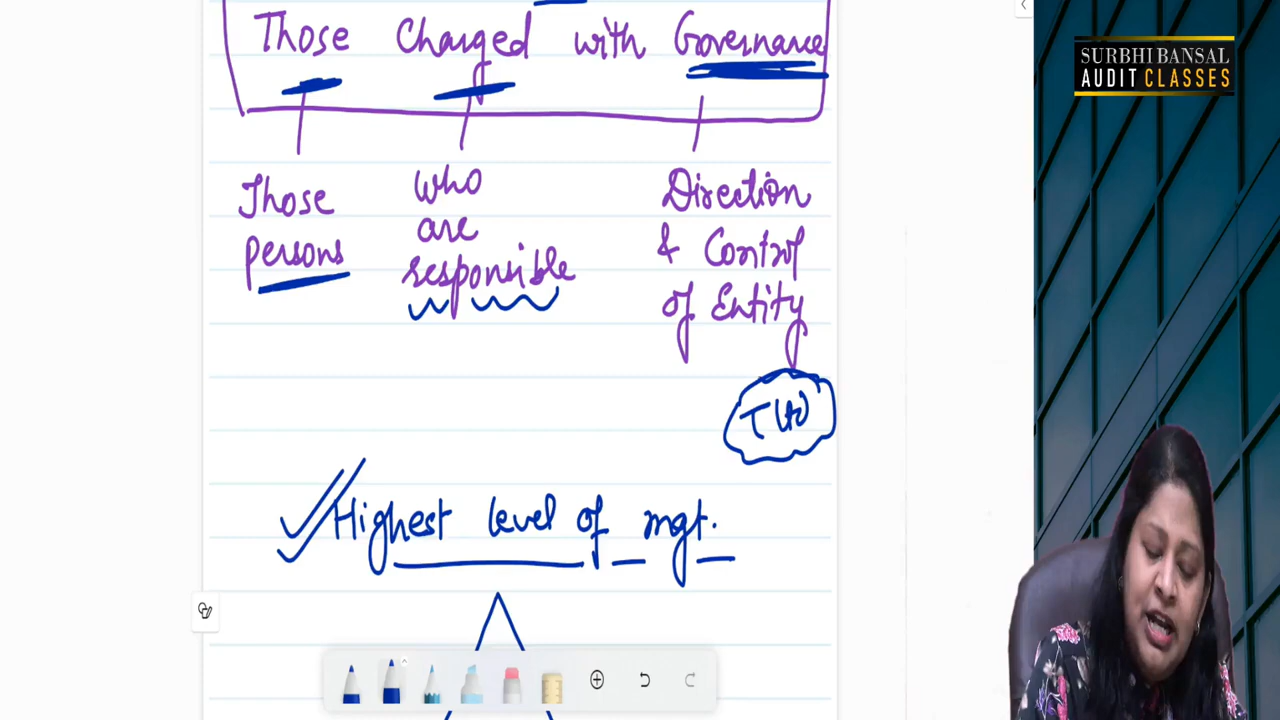 Those Charged with Governance
SURBHI BANSAL
AUDIT CLASSES
Those persons
who are responsible
Direction & Control of Entity
Highest level of mgt.